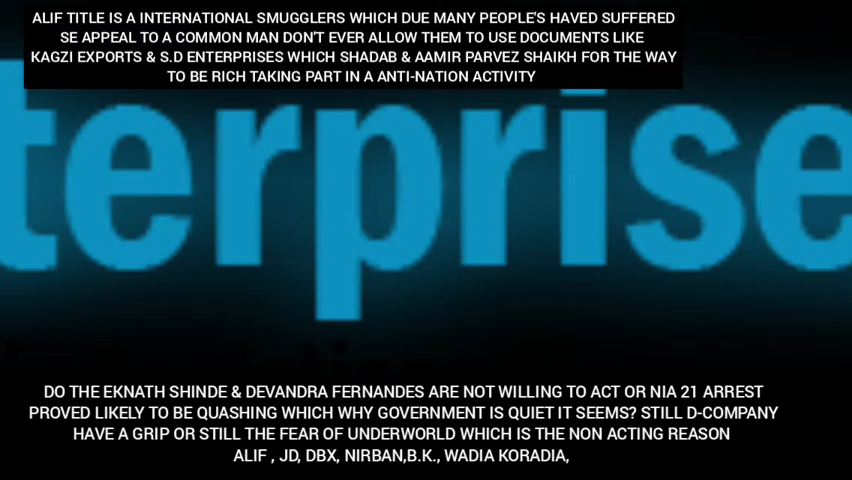 ALIF TITLE IS A INTERNATIONAL SMUGGLERS WHICH DUE MANY PEOPLE'S HAVED SUFFERED
SE APPEAL TO A COMMON MAN DON'T EVER ALLOW THEM TO USE DOCUMENTS LIKE
KAGZI EXPORTS & S.D ENTERPRISES WHICH SHADAB & AAMIR PARVEZ SHAIKH FOR THE WAY
TO BE RICH TAKING PART IN A ANTI-NATION ACTIVITY
terprise
DO THE EKNATH SHINDE & DEVANDRA FERNANDES ARE NOT WILLING TO ACT OR NIA 21 ARREST
PROVED LIKELY TO BE QUASHING WHICH WHY GOVERNMENT IS QUIET IT SEEMS? STILL D-COMPANY
HAVE A GRIP OR STILL THE FEAR OF UNDERWORLD WHICH IS THE NON ACTING REASON
ALIF , JD, DBX, NIRBAN,B.K., WADIA KORADIA,